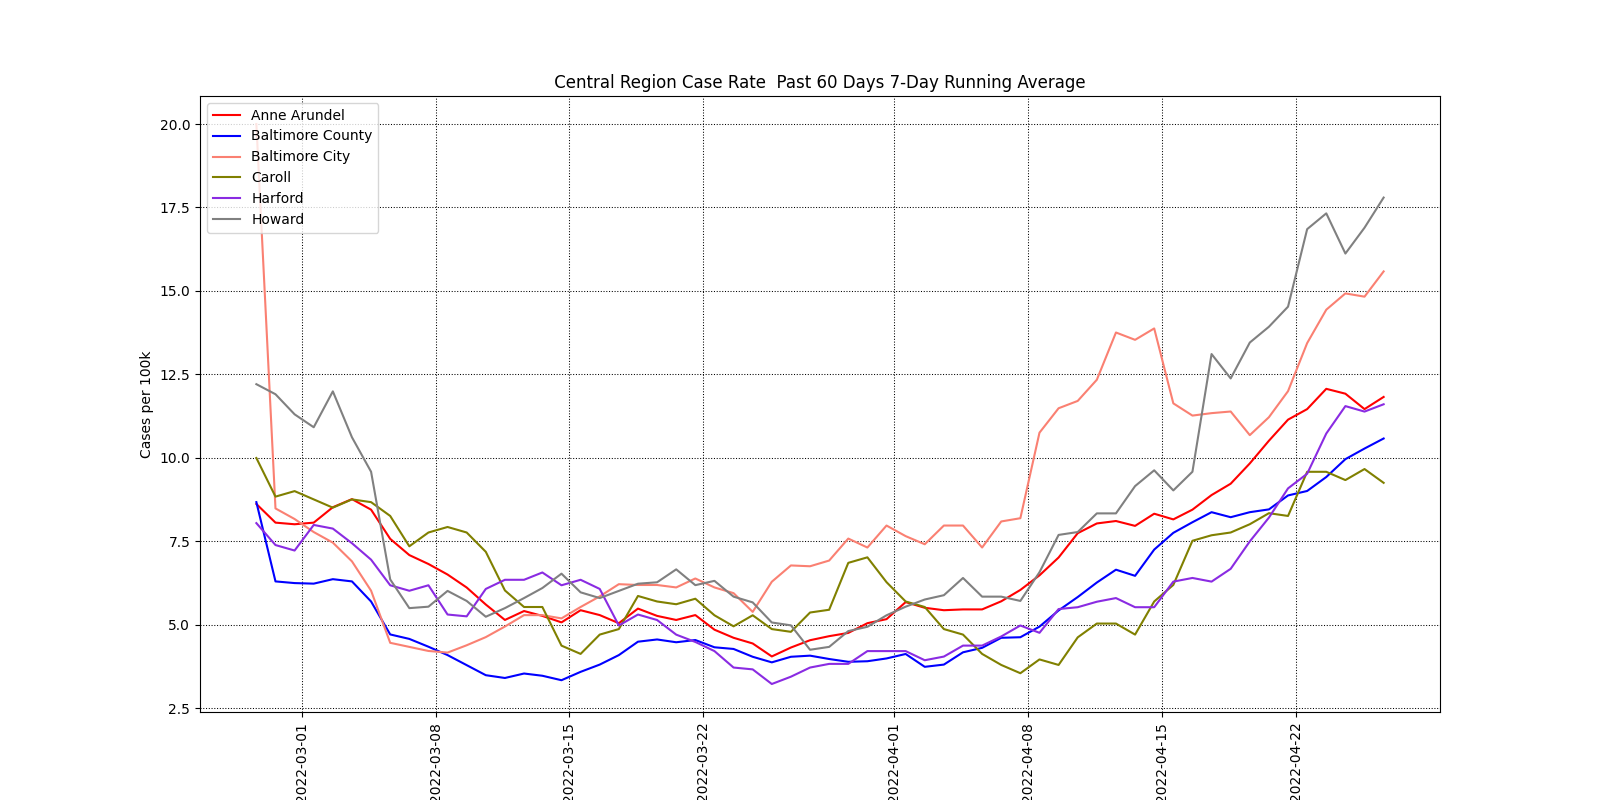 Central Region Case Rate  Past 60 Days 7-Day Running Average
Anne Arundel
Baltimore County
Baltimore City
Caroll
Harford
Howard
Cases per 100k
20.0
17.5
15.0
12.5
10.0
7.5
5.0
2.5
2022-03-01
2022-03-08
2022-03-15
2022-03-22
2022-04-01
2022-04-08
2022-04-15
2022-04-22